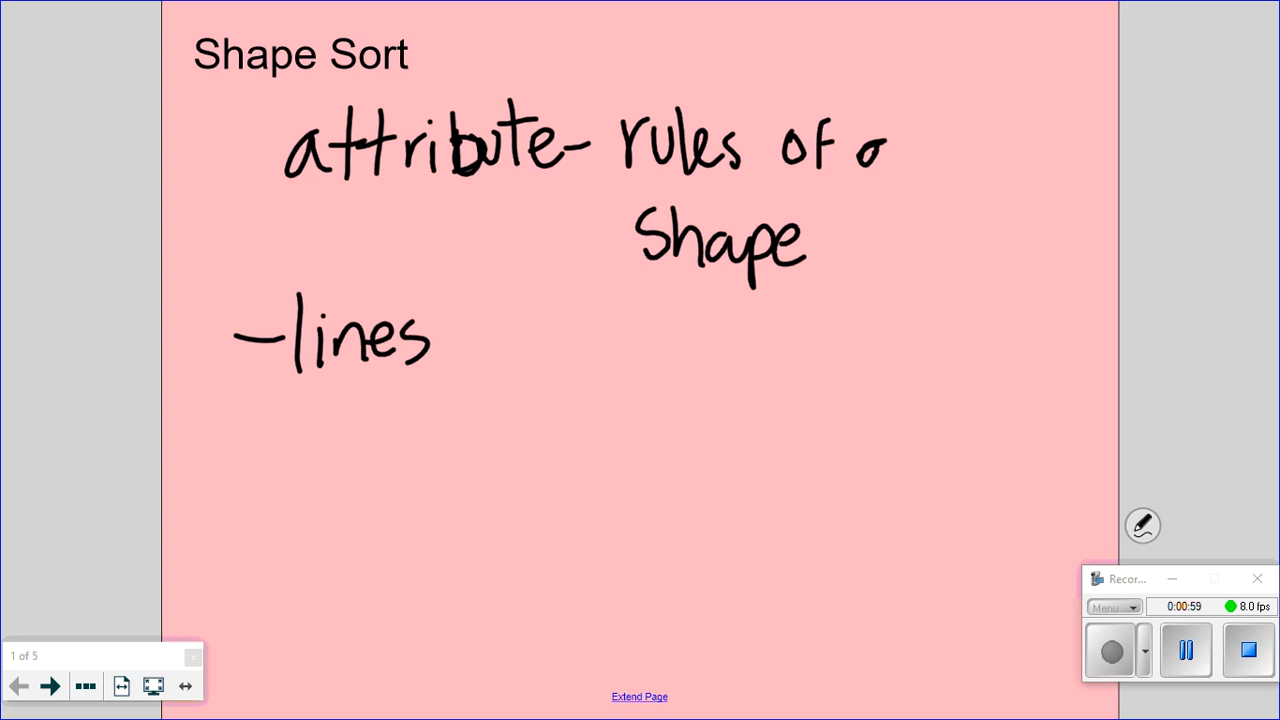 Shape Sort
attribute- rules of a
Shape
-lines
Recor...
Menu
0:00:59
8.0 fps
1 of 5
Extend Page